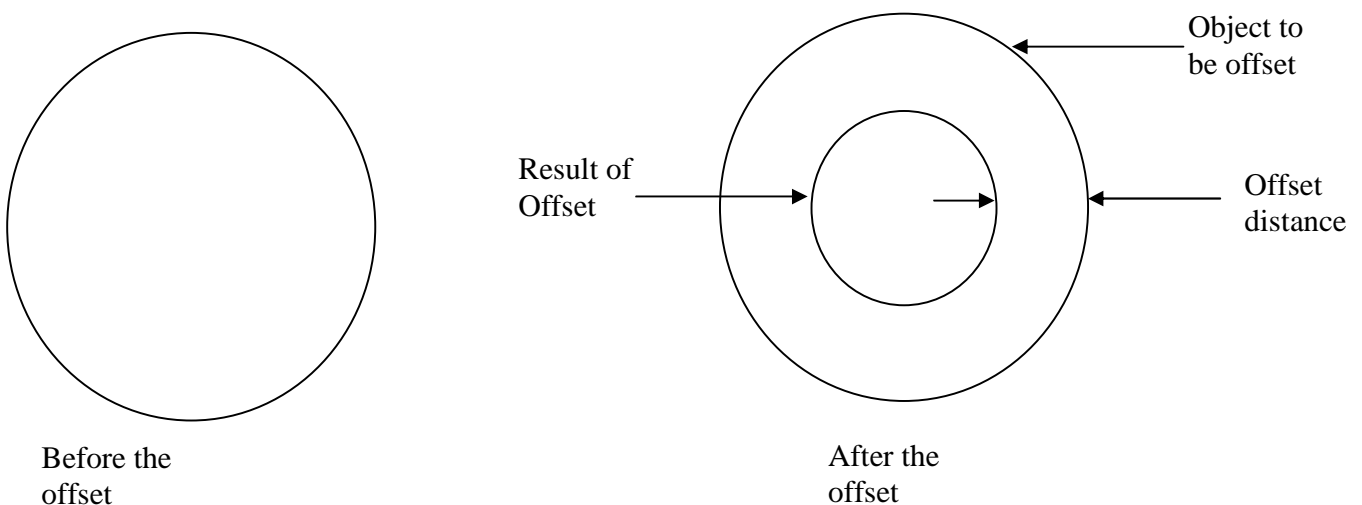 Before the
offset
Object to
be offset
Result of
Offset
Offset
distance
After the
offset